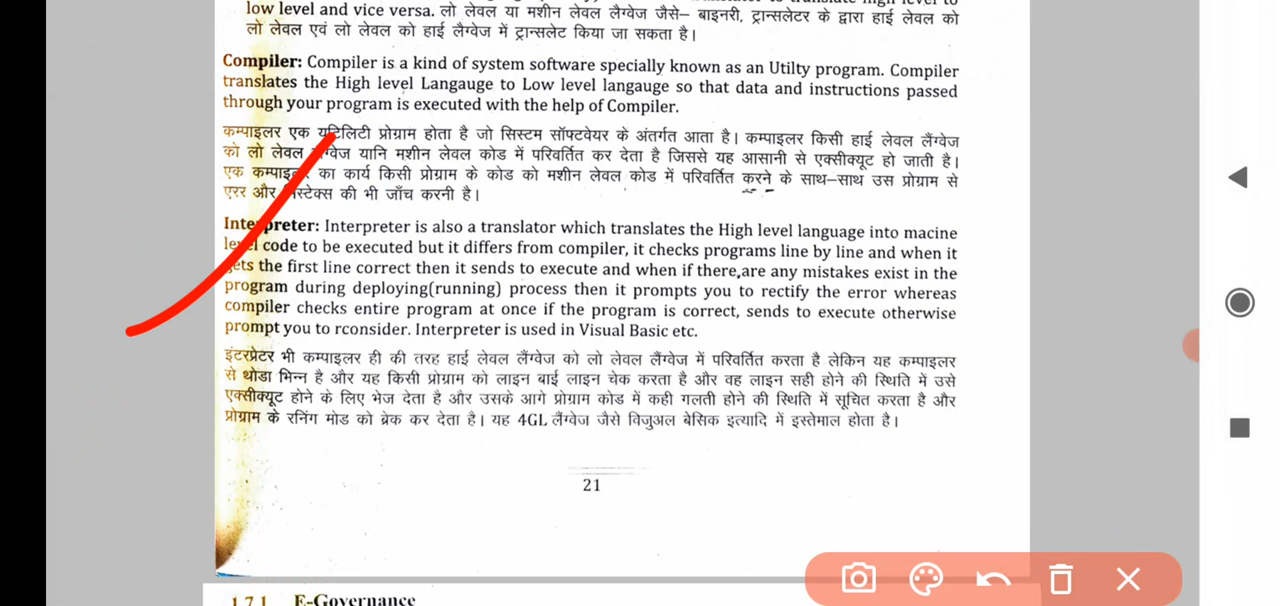 low level and vice versa. लो लेवल या मशीन लेवल लैग्वेज जैसे– बाइनरी, ट्रान्सलेटर के द्वारा हाई लेवल को
लो लेवल एवं लो लेवल को हाई लैग्वेज में ट्रान्सलेट किया जा सकता है।
Compiler: Compiler is a kind of system software specially known as an Utilty program. Compiler
translates the High level Langauge to Low level langauge so that data and instructions passed
through your program is executed with the help of Compiler.
कम्पाइलर एक यूटिलिटी प्रोग्राम होता है जो सिस्टम सॉफ्टवेयर के अंतर्गत आता है। कम्पाइलर किसी हाई लेवल लैंग्वेज
को लो लेवल यानि मशीन लेवल कोड में परिवर्तित कर देता है जिससे यह आसानी से एक्सीक्यूट हो जाती है।
एक कम्पाइलर का कार्य किसी प्रोग्राम के कोड को मशीन लेवल कोड में परिवर्तित करने के साथ–साथ उस प्रोग्राम से
एरर और की भी जाँच करनी है।
Interpreter: Interpreter is also a translator which translates the High level language into macine
level code to be executed but it differs from compiler, it checks programs line by line and when it
gets the first line correct then it sends to execute and when if there,are any mistakes exist in the
program during deploying(running) process then it prompts you to rectify the error whereas
compiler checks entire program at once if the program is correct, sends to execute otherwise
prompt you to rconsider. Interpreter is used in Visual Basic etc.
इंटरप्रेटर भी कम्पाइलर ही की तरह हाई लेवल लैंग्वेज को लो लेवल लैंग्वेज में परिवर्तित करता है लेकिन यह कम्पाइलर
से थोडा भिन्न है और यह किसी प्रोग्राम को लाइन बाई लाइन चेक करता है और वह लाइन सही होने की स्थिति में उसे
एक्सीक्यूट होने के लिए भेज देता है और उसके आगे प्रोग्राम कोड में कही गलती होने की स्थिति में सूचित करता है और
प्रोग्राम के रनिंग मोड को ब्रेक कर देता है। यह 4GL लैंग्वेज जैसे विजुअल बेसिक इत्यादि में इस्तेमाल होता है।
21
1.7.1 E-Governance